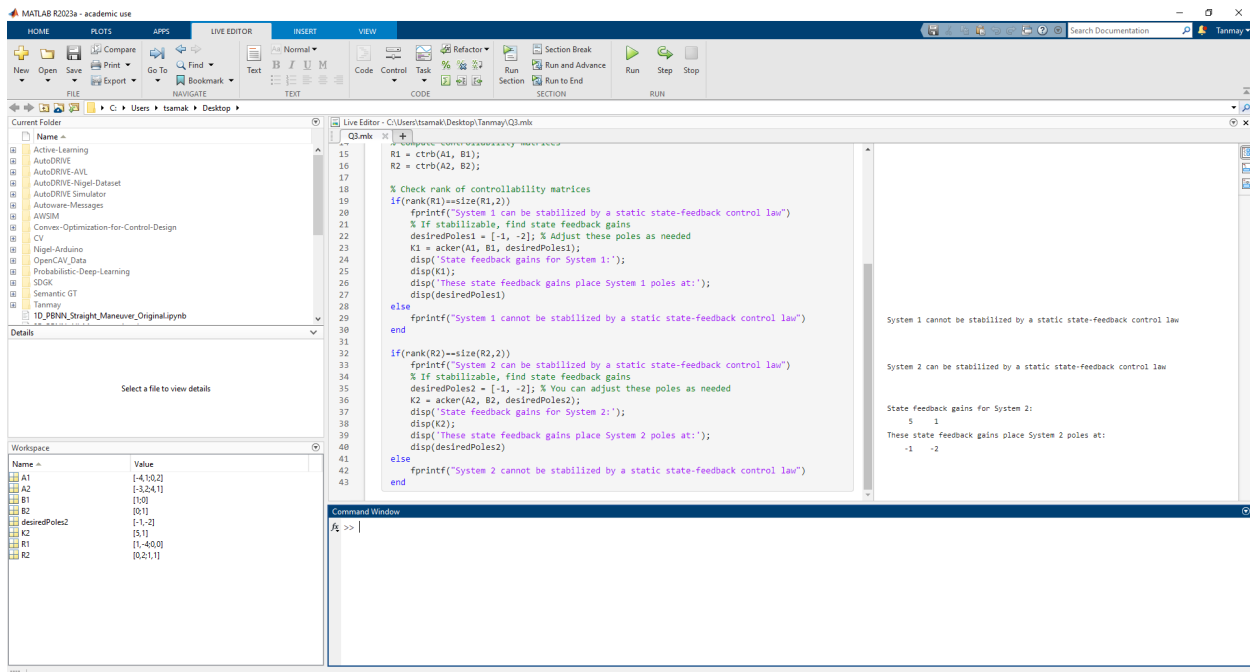 MATLAB R2023a - academic use
HOME PLOTS APPS LIVE EDITOR INSERT VIEW
Search Documentation
Tanmay
New Open Save
Compare
Print
Export
FILE
Go To
Find
Bookmark
NAVIGATE
Text
Aa Normal
B I U M
TEXT
Code Control Task
Refactor
CODE
Run Section
Section Break
Run and Advance
Run to End
SECTION
Run Step Stop
RUN
C: Users tsamak Desktop
Current Folder
Name
Active-Learning
AutoDRIVE
AutoDRIVE-AVL
AutoDRIVE-Nigel-Dataset
AutoDRIVE Simulator
Autoware-Messages
AWSIM
Convex-Optimization-for-Control-Design
CV
Nigel-Arduino
OpenCAV_Data
Probabilistic-Deep-Learning
SDGK
Semantic GT
Tanmay
1D_PBNN_Straight_Maneuver_Original.ipynb
Details
Select a file to view details
Workspace
Name Value
A1 [-4,1;0,2]
A2 [-3,2;4,1]
B1 [1;0]
B2 [0;1]
desiredPoles2 [-1,-2]
K2 [5,1]
R1 [1,-4;0,0]
R2 [0,2;1,1]
Live Editor - C:\Users\tsamak\Desktop\Tanmay\Q3.mlx
Q3.mlx
14 % Compute controllability matrices
15 R1 = ctrb(A1, B1);
16 R2 = ctrb(A2, B2);
17
18 % Check rank of controllability matrices
19 if(rank(R1)==size(R1,2))
20 fprintf("System 1 can be stabilized by a static state-feedback control law")
21 % If stabilizable, find state feedback gains
22 desiredPoles1 = [-1, -2]; % Adjust these poles as needed
23 K1 = acker(A1, B1, desiredPoles1);
24 disp('State feedback gains for System 1:');
25 disp(K1);
26 disp('These state feedback gains place System 1 poles at:');
27 disp(desiredPoles1)
28 else
29 fprintf("System 1 cannot be stabilized by a static state-feedback control law")
30 end
31
32 if(rank(R2)==size(R2,2))
33 fprintf("System 2 can be stabilized by a static state-feedback control law")
34 % If stabilizable, find state feedback gains
35 desiredPoles2 = [-1, -2]; % You can adjust these poles as needed
36 K2 = acker(A2, B2, desiredPoles2);
37 disp('State feedback gains for System 2:');
38 disp(K2);
39 disp('These state feedback gains place System 2 poles at:');
40 disp(desiredPoles2)
41 else
42 fprintf("System 2 cannot be stabilized by a static state-feedback control law")
43 end
System 1 cannot be stabilized by a static state-feedback control law
System 2 can be stabilized by a static state-feedback control law
State feedback gains for System 2:
5 1
These state feedback gains place System 2 poles at:
-1 -2
Command Window
fx >>